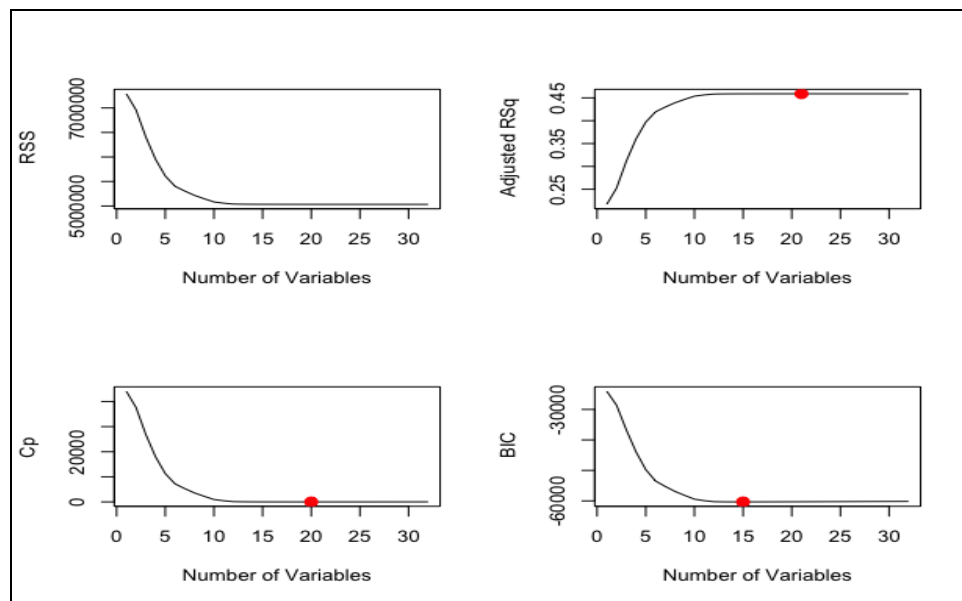 RSS
7000000
5000000
0 5 10 15 20 25 30
Number of Variables
Adjusted RSq
0.45
0.35
0.25
0 5 10 15 20 25 30
Number of Variables
Cp
20000
0
0 5 10 15 20 25 30
Number of Variables
BIC
-30000
-60000
0 5 10 15 20 25 30
Number of Variables